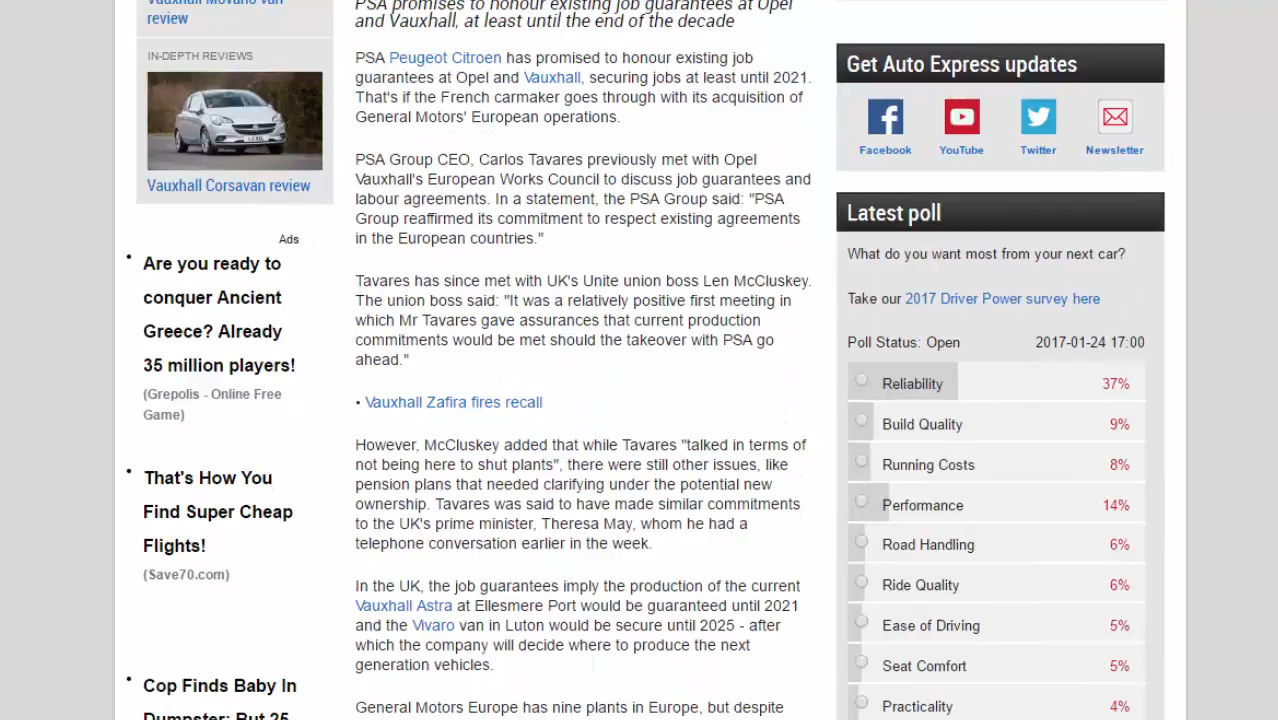 Vauxhall Movano van
review
IN-DEPTH REVIEWS
Vauxhall Corsavan review
Ads
• Are you ready to
conquer Ancient
Greece? Already
35 million players!
(Grepolis - Online Free
Game)
• That's How You
Find Super Cheap
Flights!
(Save70.com)
• Cop Finds Baby In
Dumpster: But 25
PSA promises to honour existing job guarantees at Opel
and Vauxhall, at least until the end of the decade
PSA Peugeot Citroen has promised to honour existing job
guarantees at Opel and Vauxhall, securing jobs at least until 2021.
That's if the French carmaker goes through with its acquisition of
General Motors' European operations.
PSA Group CEO, Carlos Tavares previously met with Opel
Vauxhall's European Works Council to discuss job guarantees and
labour agreements. In a statement, the PSA Group said: "PSA
Group reaffirmed its commitment to respect existing agreements
in the European countries."
Tavares has since met with UK's Unite union boss Len McCluskey.
The union boss said: "It was a relatively positive first meeting in
which Mr Tavares gave assurances that current production
commitments would be met should the takeover with PSA go
ahead."
• Vauxhall Zafira fires recall
However, McCluskey added that while Tavares "talked in terms of
not being here to shut plants", there were still other issues, like
pension plans that needed clarifying under the potential new
ownership. Tavares was said to have made similar commitments
to the UK's prime minister, Theresa May, whom he had a
telephone conversation earlier in the week.
In the UK, the job guarantees imply the production of the current
Vauxhall Astra at Ellesmere Port would be guaranteed until 2021
and the Vivaro van in Luton would be secure until 2025 - after
which the company will decide where to produce the next
generation vehicles.
General Motors Europe has nine plants in Europe, but despite
Get Auto Express updates
Facebook YouTube Twitter Newsletter
Latest poll
What do you want most from your next car?
Take our 2017 Driver Power survey here
Poll Status: Open 2017-01-24 17:00
Reliability 37%
Build Quality 9%
Running Costs 8%
Performance 14%
Road Handling 6%
Ride Quality 6%
Ease of Driving 5%
Seat Comfort 5%
Practicality 4%